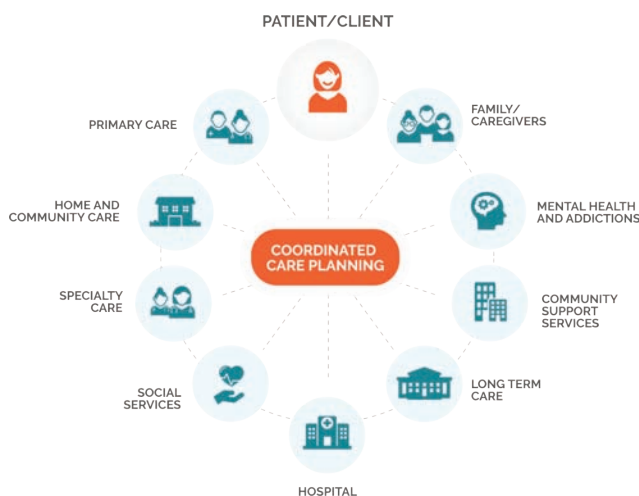 PATIENT/CLIENT
FAMILY/
CAREGIVERS
PRIMARY CARE
HOME AND
COMMUNITY CARE
MENTAL HEALTH
AND ADDICTIONS
COORDINATED
CARE PLANNING
SPECIALTY
CARE
COMMUNITY
SUPPORT
SERVICES
SOCIAL
SERVICES
LONG TERM
CARE
HOSPITAL